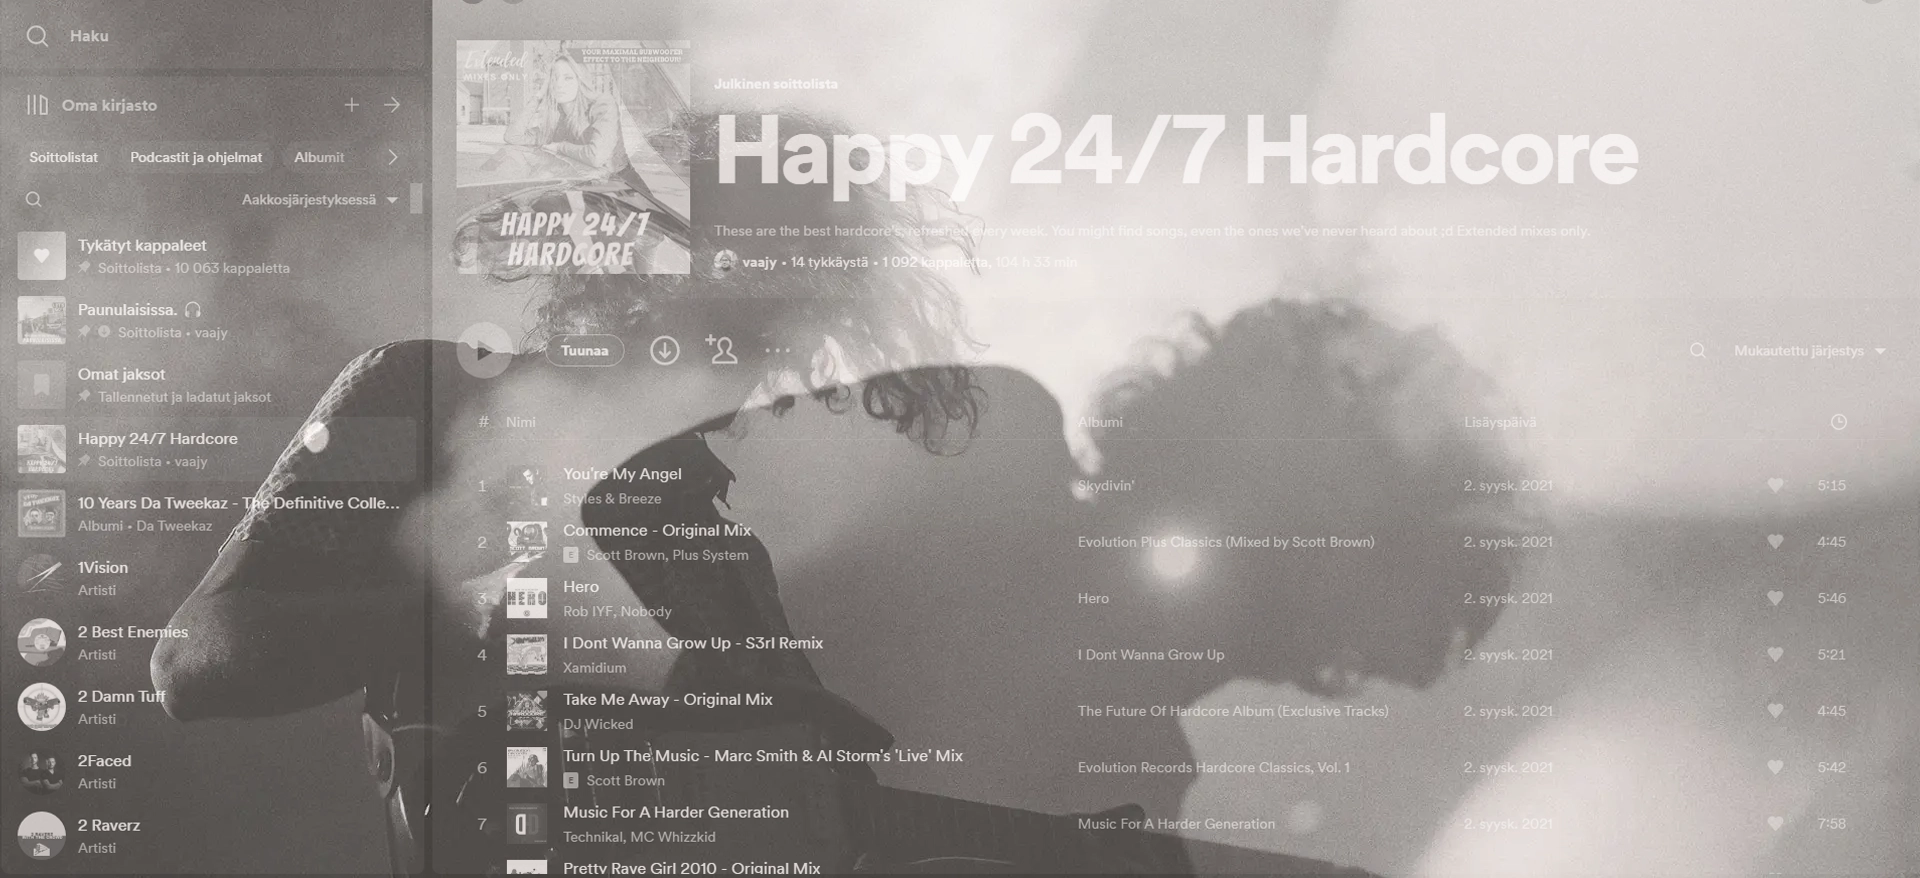 Haku
Oma kirjasto
Soittolistat
Podcastit ja ohjelmat
Albumit
Aakkosjärjestyksessä
Tykätyt kappaleet
Soittolista • 10 063 kappaletta
Paunulaisissa.
Soittolista • vaajy
Omat jaksot
Tallennetut ja ladatut jaksot
Happy 24/7 Hardcore
Soittolista • vaajy
10 Years Da Tweekaz - The Definitive Colle...
Albumi • Da Tweekaz
1Vision
Artisti
2 Best Enemies
Artisti
2 Damn Tuff
Artisti
2Faced
Artisti
2 Raverz
Artisti
Extended
MIXES ONLY
YOUR MAXIMAL SUBWOOFER
EFFECT TO THE NEIGHBOUR!
HAPPY 24/7
HARDCORE
Julkinen soittolista
Happy 24/7 Hardcore
These are the best hardcore's, refreshed every week. You might find songs, even the ones we've never heard about ;d Extended mixes only.
vaajy • 14 tykkäystä • 1 092 kappaletta, 104 h 33 min
Tuunaa
Mukautettu järjestys
# Nimi Albumi Lisäyspäivä
1 You're My Angel Skydivin' 2. syysk. 2021 5:15
Styles & Breeze
2 Commence - Original Mix Evolution Plus Classics (Mixed by Scott Brown) 2. syysk. 2021 4:45
E Scott Brown, Plus System
3 Hero Hero 2. syysk. 2021 5:46
HERO
Rob IYF, Nobody
4 I Dont Wanna Grow Up - S3rl Remix I Dont Wanna Grow Up 2. syysk. 2021 5:21
Xamidium
5 Take Me Away - Original Mix The Future Of Hardcore Album (Exclusive Tracks) 2. syysk. 2021 4:45
DJ Wicked
6 Turn Up The Music - Marc Smith & Al Storm's 'Live' Mix Evolution Records Hardcore Classics, Vol. 1 2. syysk. 2021 5:42
E Scott Brown
7 Music For A Harder Generation Music For A Harder Generation 2. syysk. 2021 7:58
Technikal, MC Whizzkid
Pretty Rave Girl 2010 - Original Mix